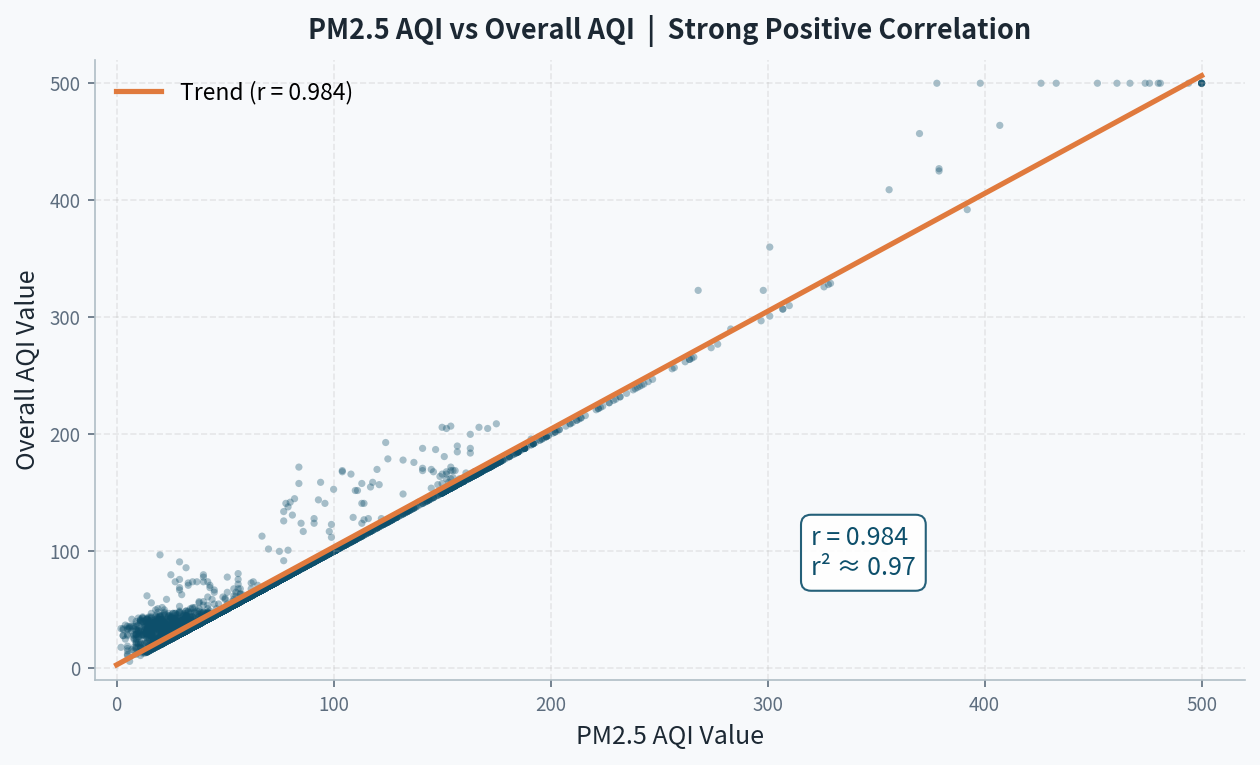 PM2.5 AQI vs Overall AQI | Strong Positive Correlation
Trend (r = 0.984)
Overall AQI Value
500
400
300
200
100
0
r = 0.984
r² ≈ 0.97
0 100 200 300 400 500
PM2.5 AQI Value